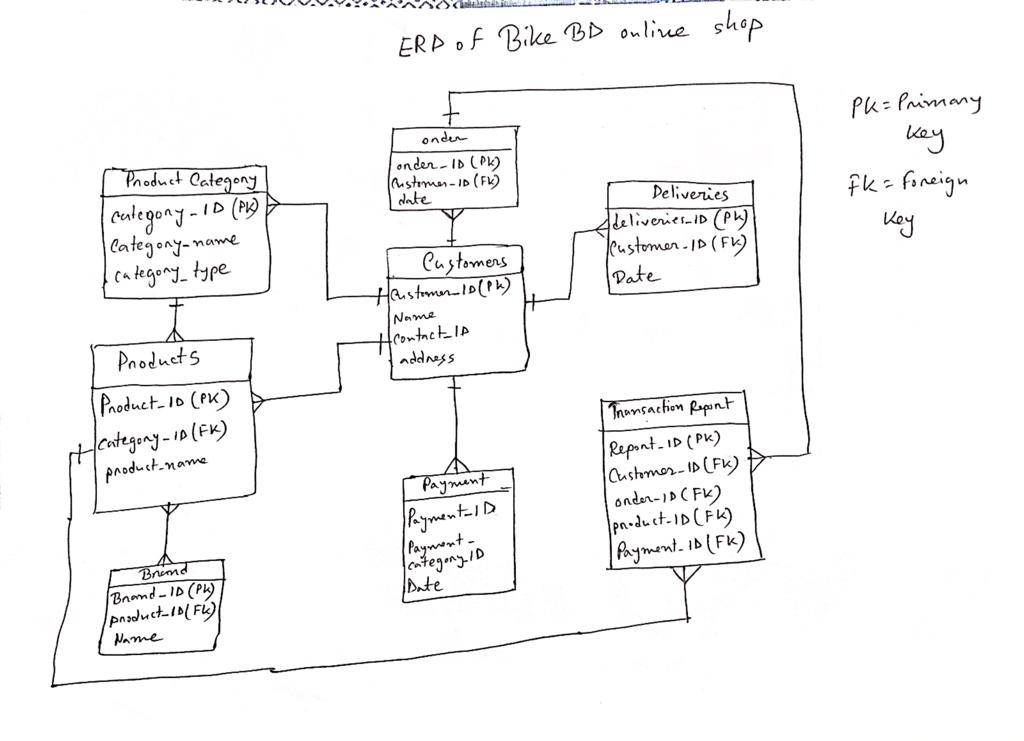 ERD of Bike BD online shop
PK = Primary
Key
FK = Foreign
Key
order
order_ID (PK)
Customer_ID (FK)
date
Product Category
category_ID (PK)
Category_name
category_type
Deliveries
deliveries_ID (PK)
Customer_ID (FK)
Date
Customers
Customer_ID (PK)
Name
Contact_ID
address
Products
Product_ID (PK)
Category_ID (FK)
product_name
Transaction Report
Report_ID (PK)
Customer_ID (FK)
order_ID (FK)
product_ID (FK)
Payment_ID (FK)
Payment
Payment_ID
Payment_
category_ID
Date
Brand
Brand_ID (PK)
product_ID (FK)
Name